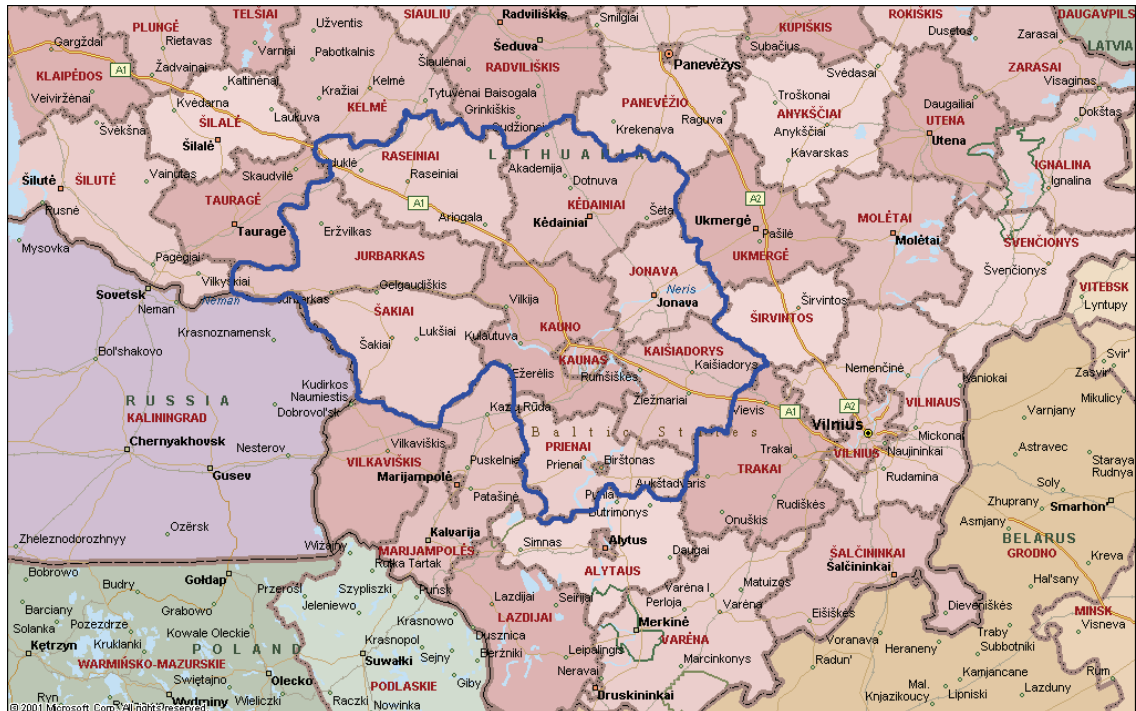 TELŠIAI
ŠIAULIU
Radviliškis
Smilgiai
KUPIŠKIS
ROKIŠKIS
DAUGAVPILS
PLUNGĖ
Rietavas
Užventis
Subačius
Dusetos
Zarasai
LATVIA
Gargždai
Varniai
Pabotkalnis
Šiaulėnai
Šeduva
RADVILIŠKIS
Panevėžys
Svėdasai
ZARASAI
KLAIPĖDOS
A1
Žadvainai
Kaltinėnai
Kelmė
Visaginas
Veiviržėnai
Kvėdarna
Kražiai
Tytuvėnai
Baisogala
PANEVĖŽIO
Troškonai
Daugailiai
KELMĖ
Grinkiškis
Raguva
ANYKŠČIAI
UTENA
Dokštas
Švėkšna
ŠILALĖ
Laukuva
Gudžionei
Krekenava
Anykščiai
Šilalė
Utena
LITHUANIA
Kavarskas
IGNALINA
Vainutas
Skaudvilė
Viduklė
RASEINIAI
Akademija
Ignalina
Šilutė
ŠILUTĖ
Raseiniai
Dotnuva
A2
TAURAGĖ
A1
KĖDAINIAI
MOLĖTAI
Rusnė
Ariogala
Kėdainiai
Šėta
Ukmergė
Tauragė
Eržvilkas
Pašilė
Molėtai
ŠVENČIONYS
Mysovka
Pagėgiai
JURBARKAS
JONAVA
UKMERGĖ
Vilkyškiai
Gelgaudiškis
Neris
Švenčionys
Sovetsk
Neman
Jurbarkas
Vilkija
Jonava
Širvintos
VITEBSK
Neman
ŠAKIAI
Lyntupy
Krasnoznamensk
Lukšiai
KAUNO
ŠIRVINTOS
Šakiai
Kulautuva
Bol'shakovo
KAUNAS
KAIŠIADORYS
Svir'
Ežerėlis
Rumšiškės
Kaišiadorys
Nemenčinė
Zasvir'
Kudirkos
Naumiestis
Kaniokai
Mikulicy
RUSSIA
KALININGRAD
Dobrovol'sk
Kazlų Rūda
Žležmariai
Vievis
A1
A2
VILNIAUS
Varnjany
Baltic States
Vilnius
Chernyakhovsk
Nesterov
Vilkaviškis
PRIENAI
Trakai
Mickonai
Astravec
VILKAVIŠKIS
Puskelniai
Prienai
Birštonas
VILNIUS
Naujininkai
Staraya
Rudnya
Gusev
Marijampolė
TRAKAI
Rudamina
Soly
Aukštadvaris
Patašinė
Punia
Rudiškės
Zhuprany
Smarhon'
Butrimonys
Ozërsk
Kalvarija
Onuškis
Asmjany
Zheleznodorozhnyy
Wiżajny
Simnas
Alytus
BELARUS
GRODNO
MARIJAMPOLĖS
Daugai
ŠALČININKAI
Kreva
Rutka Tartak
ALYTAUS
Šalčininkai
Bobrowo
Gołdap
Przerośl
Puńsk
Matuizos
Hal'sany
Budry
Szypliszki
Varėna I
Barciany
Grabowo
Jeleniewo
Lazdijai
Seirijai
Perloja
Varėna
Eišiškės
Dieveniškės
MINSK
Solanka
Pozezdrze
Krasnowo
LAZDIJAI
Merkinė
Visneva
Kruklanki
Kowale Oleckie
Krasnopol
Dusznica
VARĖNA
Voranava
Traby
Kętrzyn
POLAND
Sejny
Berżniki
Leipalingis
Heraneny
Subbotniki
WARMIŃSKO-MAZURSKIE
Suwałki
Marcinkonys
Radun'
Rum
Swiętajno
Olecko
PODLASKIE
Giby
Neravai
Kamjancane
Ryn
Wydminy
Wieliczki
Raczki
Nowinka
Druskininkai
Mal.
Knjazikoucy
Lipniski
Lazduny
© 2001 Microsoft Corp. All rights reserved.